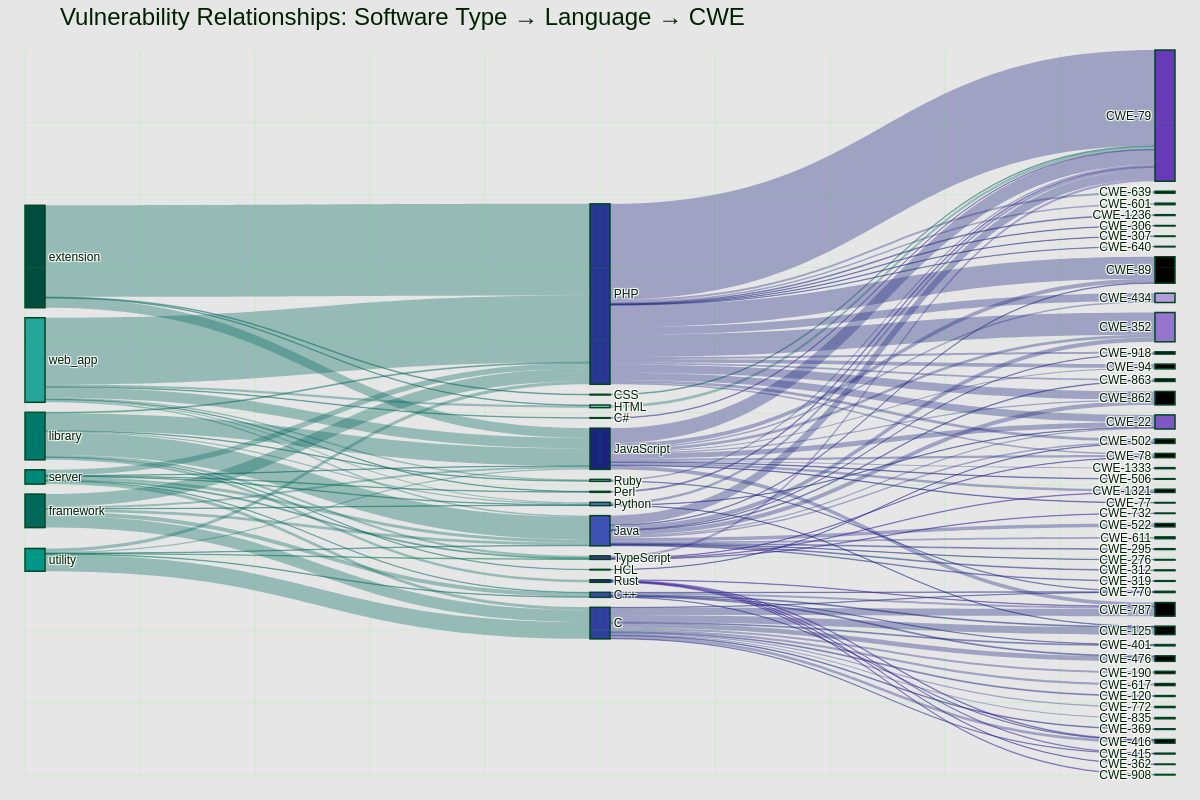 Vulnerability Relationships: Software Type → Language → CWE
extension
web_app
library
server
framework
utility
PHP
CSS
HTML
C#
JavaScript
Ruby
Perl
Python
Java
TypeScript
HCL
Rust
C++
C
CWE-79
CWE-639
CWE-601
CWE-1236
CWE-306
CWE-307
CWE-640
CWE-89
CWE-434
CWE-352
CWE-918
CWE-94
CWE-863
CWE-862
CWE-22
CWE-502
CWE-78
CWE-1333
CWE-506
CWE-1321
CWE-77
CWE-732
CWE-522
CWE-611
CWE-295
CWE-276
CWE-312
CWE-319
CWE-770
CWE-787
CWE-125
CWE-401
CWE-476
CWE-190
CWE-617
CWE-120
CWE-772
CWE-835
CWE-369
CWE-416
CWE-415
CWE-362
CWE-908